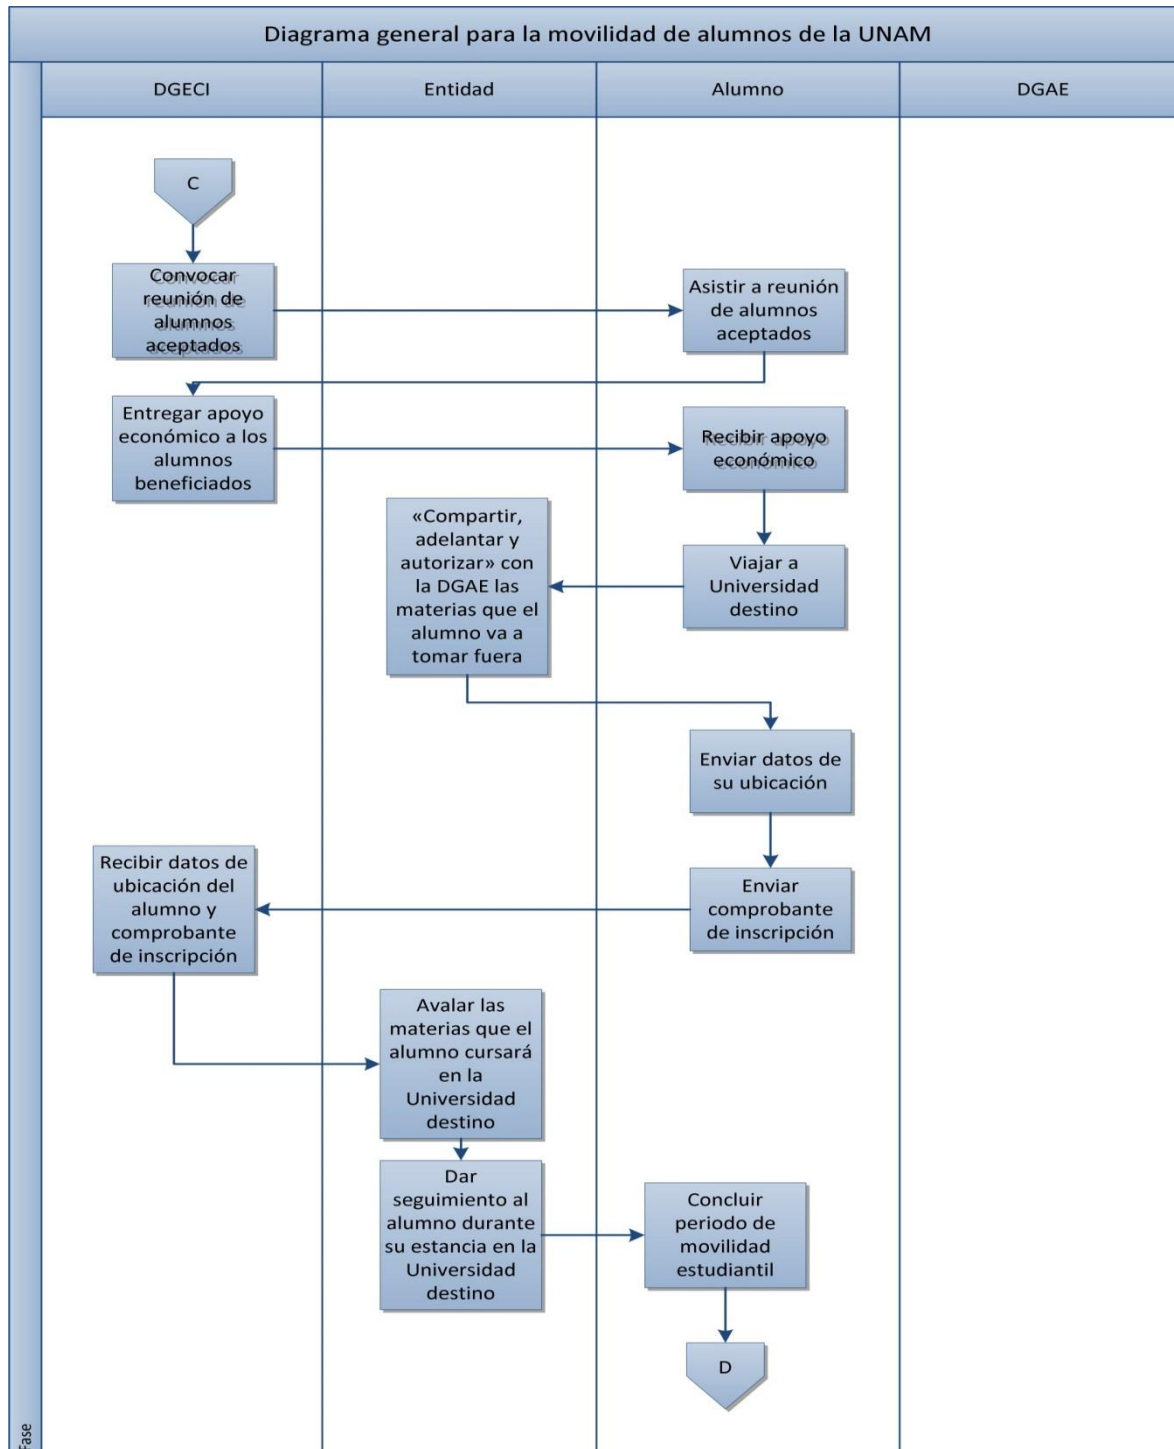 Diagrama general para la movilidad de alumnos de la UNAM
DGECI
Entidad
Alumno
DGAE
C
Convocar
reunión de
alumnos
aceptados
Asistir a reunión
de alumnos
aceptados
Entregar apoyo
económico a los
alumnos
beneficiados
Recibir apoyo
económico
«Compartir,
adelantar y
autorizar» con
la DGAE las
materias que el
alumno va a
tomar fuera
Viajar a
Universidad
destino
Enviar datos de
su ubicación
Recibir datos de
ubicación del
alumno y
comprobante
de inscripción
Enviar
comprobante
de inscripción
Avalar las
materias que el
alumno cursará
en la
Universidad
destino
Dar
seguimiento al
alumno durante
su estancia en la
Universidad
destino
Concluir
periodo de
movilidad
estudiantil
D
Fase